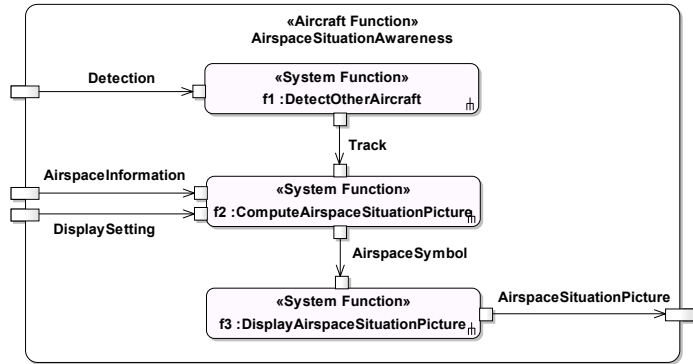 «Aircraft Function»
AirspaceSituationAwareness
Detection
«System Function»
f1 :DetectOtherAircraft
Track
AirspaceInformation
DisplaySetting
«System Function»
f2 :ComputeAirspaceSituationPicture
AirspaceSymbol
«System Function»
f3 :DisplayAirspaceSituationPicture
AirspaceSituationPicture